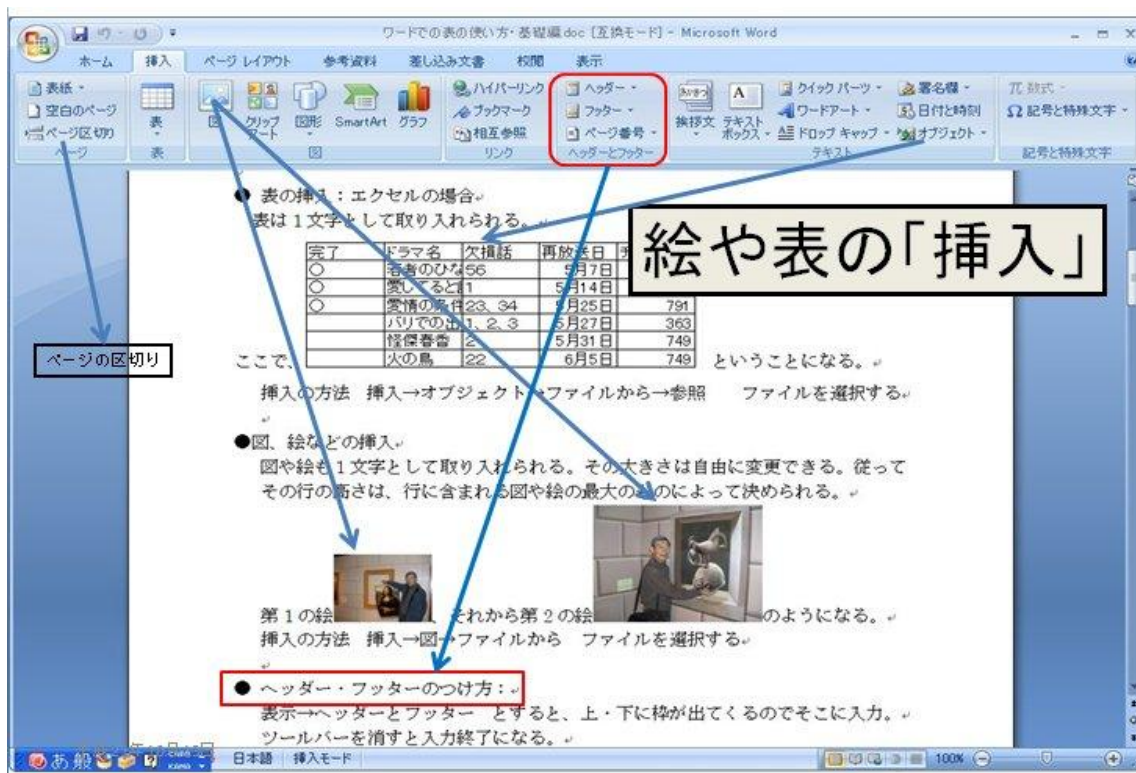 ワードでの表の使い方・基礎編.doc [互換モード] - Microsoft Word
ホーム 挿入 ページ レイアウト 参考資料 差し込み文書 校閲 表示
表紙
空白のページ
ページ区切り
ページ
表
表
図
クリップ
アート
図形
SmartArt
グラフ
図
ハイパーリンク
ブックマーク
相互参照
リンク
ヘッダー
フッター
ページ番号
ヘッダーとフッター
あいさつ
挨拶文
A
テキスト
ボックス
クイック パーツ
ワードアート
ドロップ キャップ
署名欄
日付と時刻
オブジェクト
テキスト
π 数式
Ω 記号と特殊文字
記号と特殊文字
● 表の挿入：エクセルの場合
表は１文字として取り入れられる。
絵や表の「挿入」
完了 ドラマ名 欠損話 再放送日
○ 若者のひな 56 5月7日
○ 愛してると 1 5月14日
○ 愛情の条件 23、34 5月25日 791
パリでの出 1、2、3 5月27日 363
怪傑春香 2 5月31日 749
ここで、 火の鳥 22 6月5日 749 ということになる。
ページの区切り
挿入の方法 挿入→オブジェクト→ファイルから→参照 ファイルを選択する
●図、絵などの挿入
図や絵も１文字として取り入れられる。その大きさは自由に変更できる。従って
その行の高さは、行に含まれる図や絵の最大のものによって決められる。
第１の絵 それから第２の絵 のようになる。
挿入の方法 挿入→図→ファイルから ファイルを選択する
● ヘッダー・フッターのつけ方：
表示→ヘッダーとフッター とすると、上・下に枠が出てくるのでそこに入力。
ツールバーを消すと入力終了になる。
あ 般 日本語 挿入モード 100%